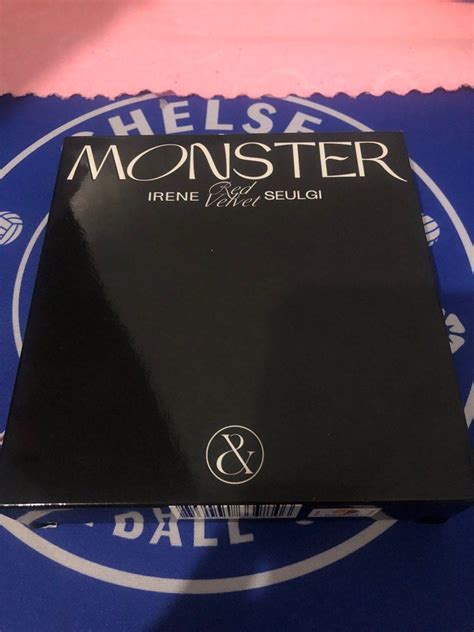 CHELSE
MONSTER
IRENE Red Velvet SEULGI
&
BALL C